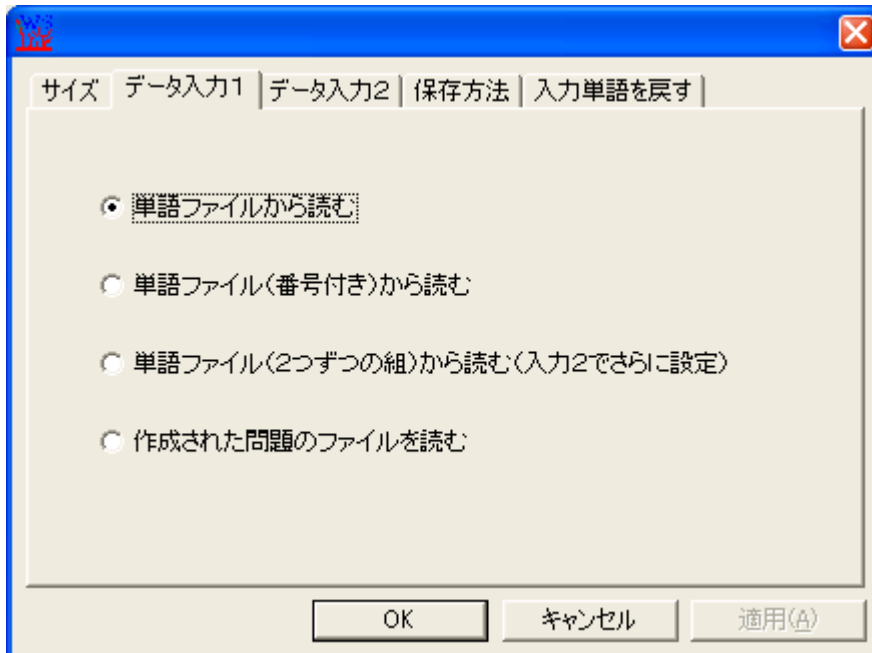 サイズ データ入力1 データ入力2 保存方法 入力単語を戻す
単語ファイルから読む
単語ファイル(番号付き)から読む
単語ファイル(2つずつの組)から読む(入力2でさらに設定)
作成された問題のファイルを読む
OK キャンセル 適用(A)